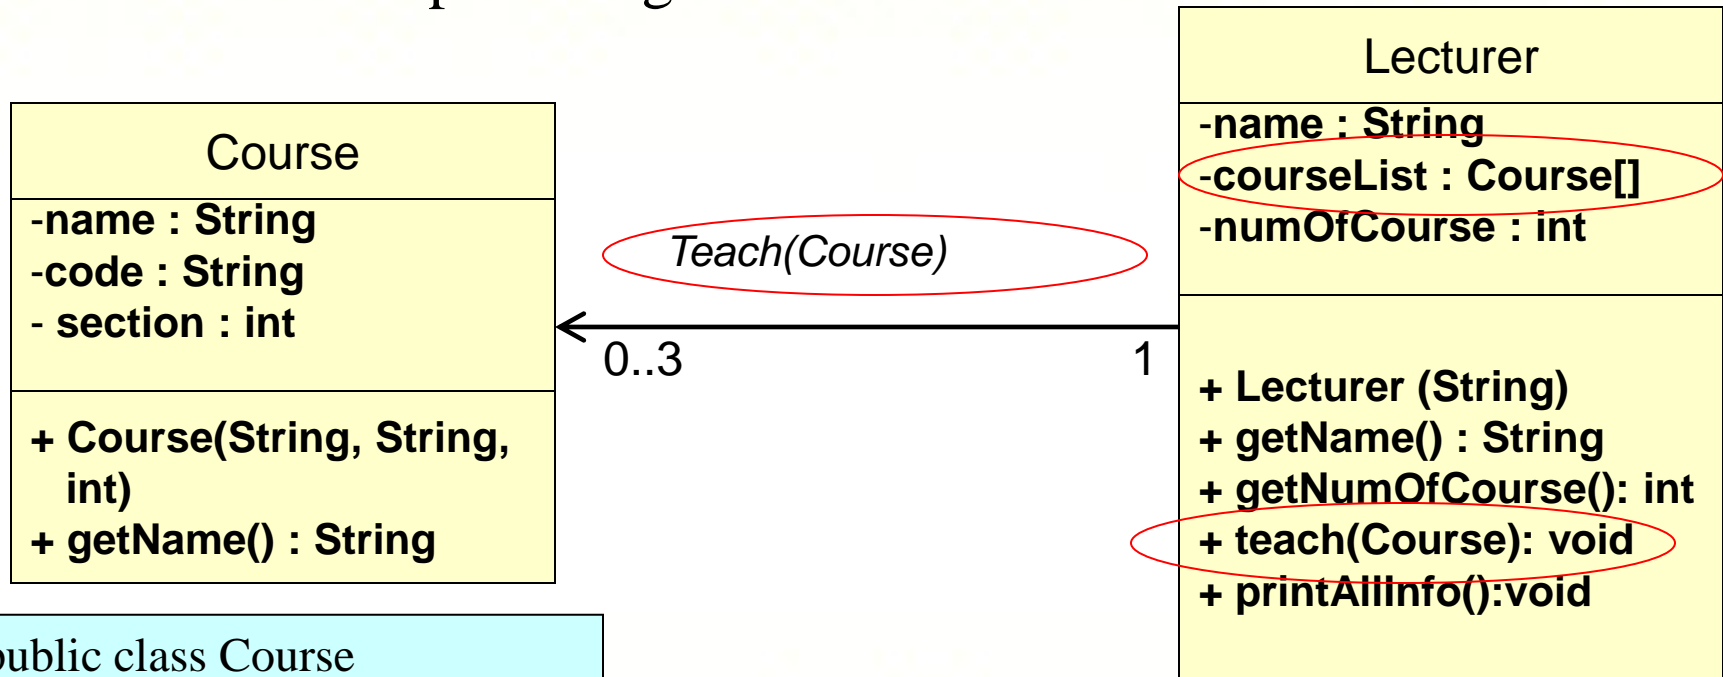 Course
-name : String
-code : String
- section : int
+ Course(String, String,
int)
+ getName() : String
Teach(Course)
0..3
1
Lecturer
-name : String
-courseList : Course[]
-numOfCourse : int
+ Lecturer (String)
+ getName() : String
+ getNumOfCourse(): int
+ teach(Course): void
+ printAllInfo():void
public class Course